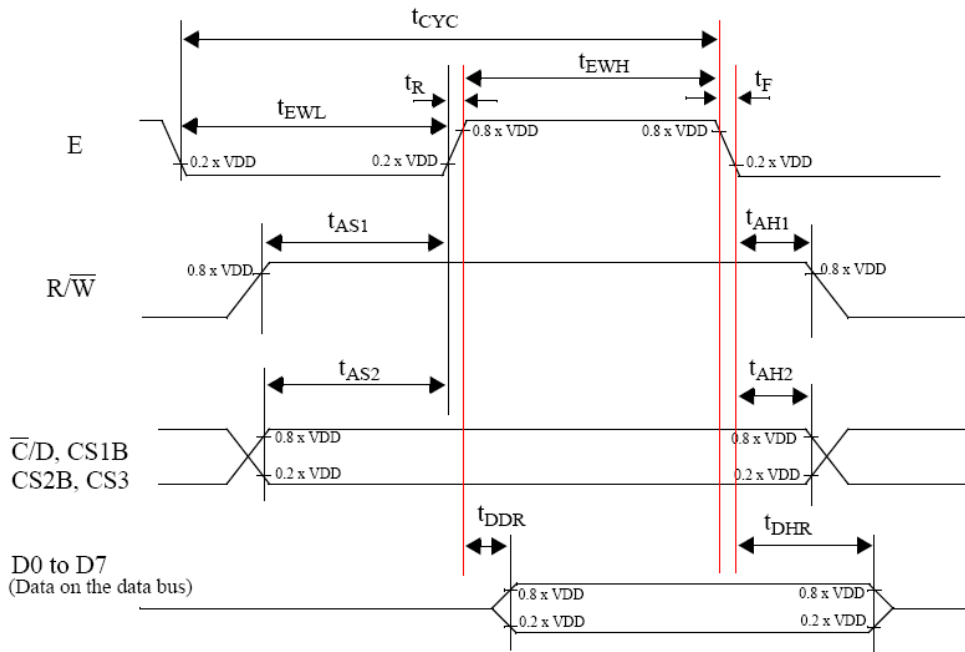 tCYC
tEWH
tR
tF
tEWL
E
0.8 x VDD
0.8 x VDD
0.2 x VDD
0.2 x VDD
0.2 x VDD
tAS1
tAH1
R/W̅
0.8 x VDD
0.8 x VDD
tAS2
tAH2
C̅/D, CS1B
CS2B, CS3
0.8 x VDD
0.8 x VDD
0.2 x VDD
0.2 x VDD
tDDR
tDHR
D0 to D7
(Data on the data bus)
0.8 x VDD
0.8 x VDD
0.2 x VDD
0.2 x VDD